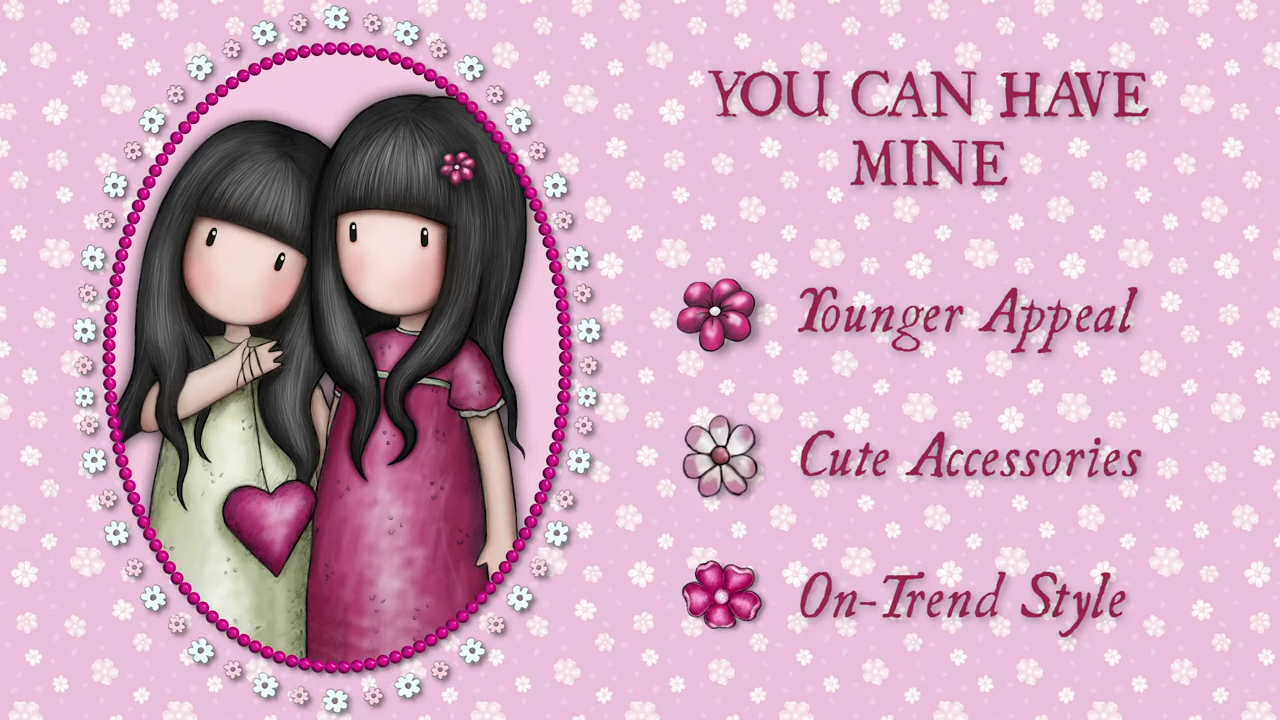 YOU CAN HAVE
MINE
Younger Appeal
Cute Accessories
On-Trend Style